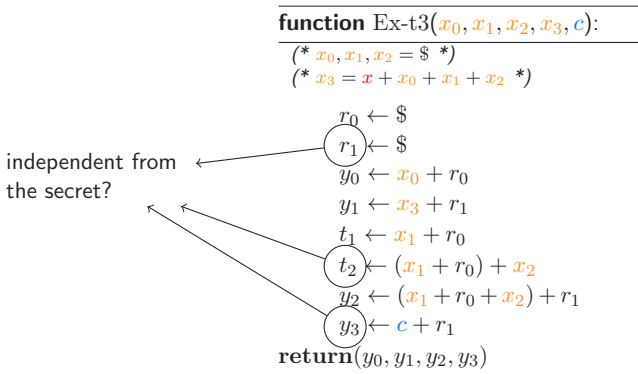 function Ex-t3(x₀, x₁, x₂, x₃, c):
(* x₀, x₁, x₂ = $ *)
(* x₃ = x + x₀ + x₁ + x₂ *)
r₀ ← $
r₁ ← $
independent from
the secret?
y₀ ← x₀ + r₀
y₁ ← x₃ + r₁
t₁ ← x₁ + r₀
t₂ ← (x₁ + r₀) + x₂
y₂ ← (x₁ + r₀ + x₂) + r₁
y₃ ← c + r₁
return(y₀, y₁, y₂, y₃)